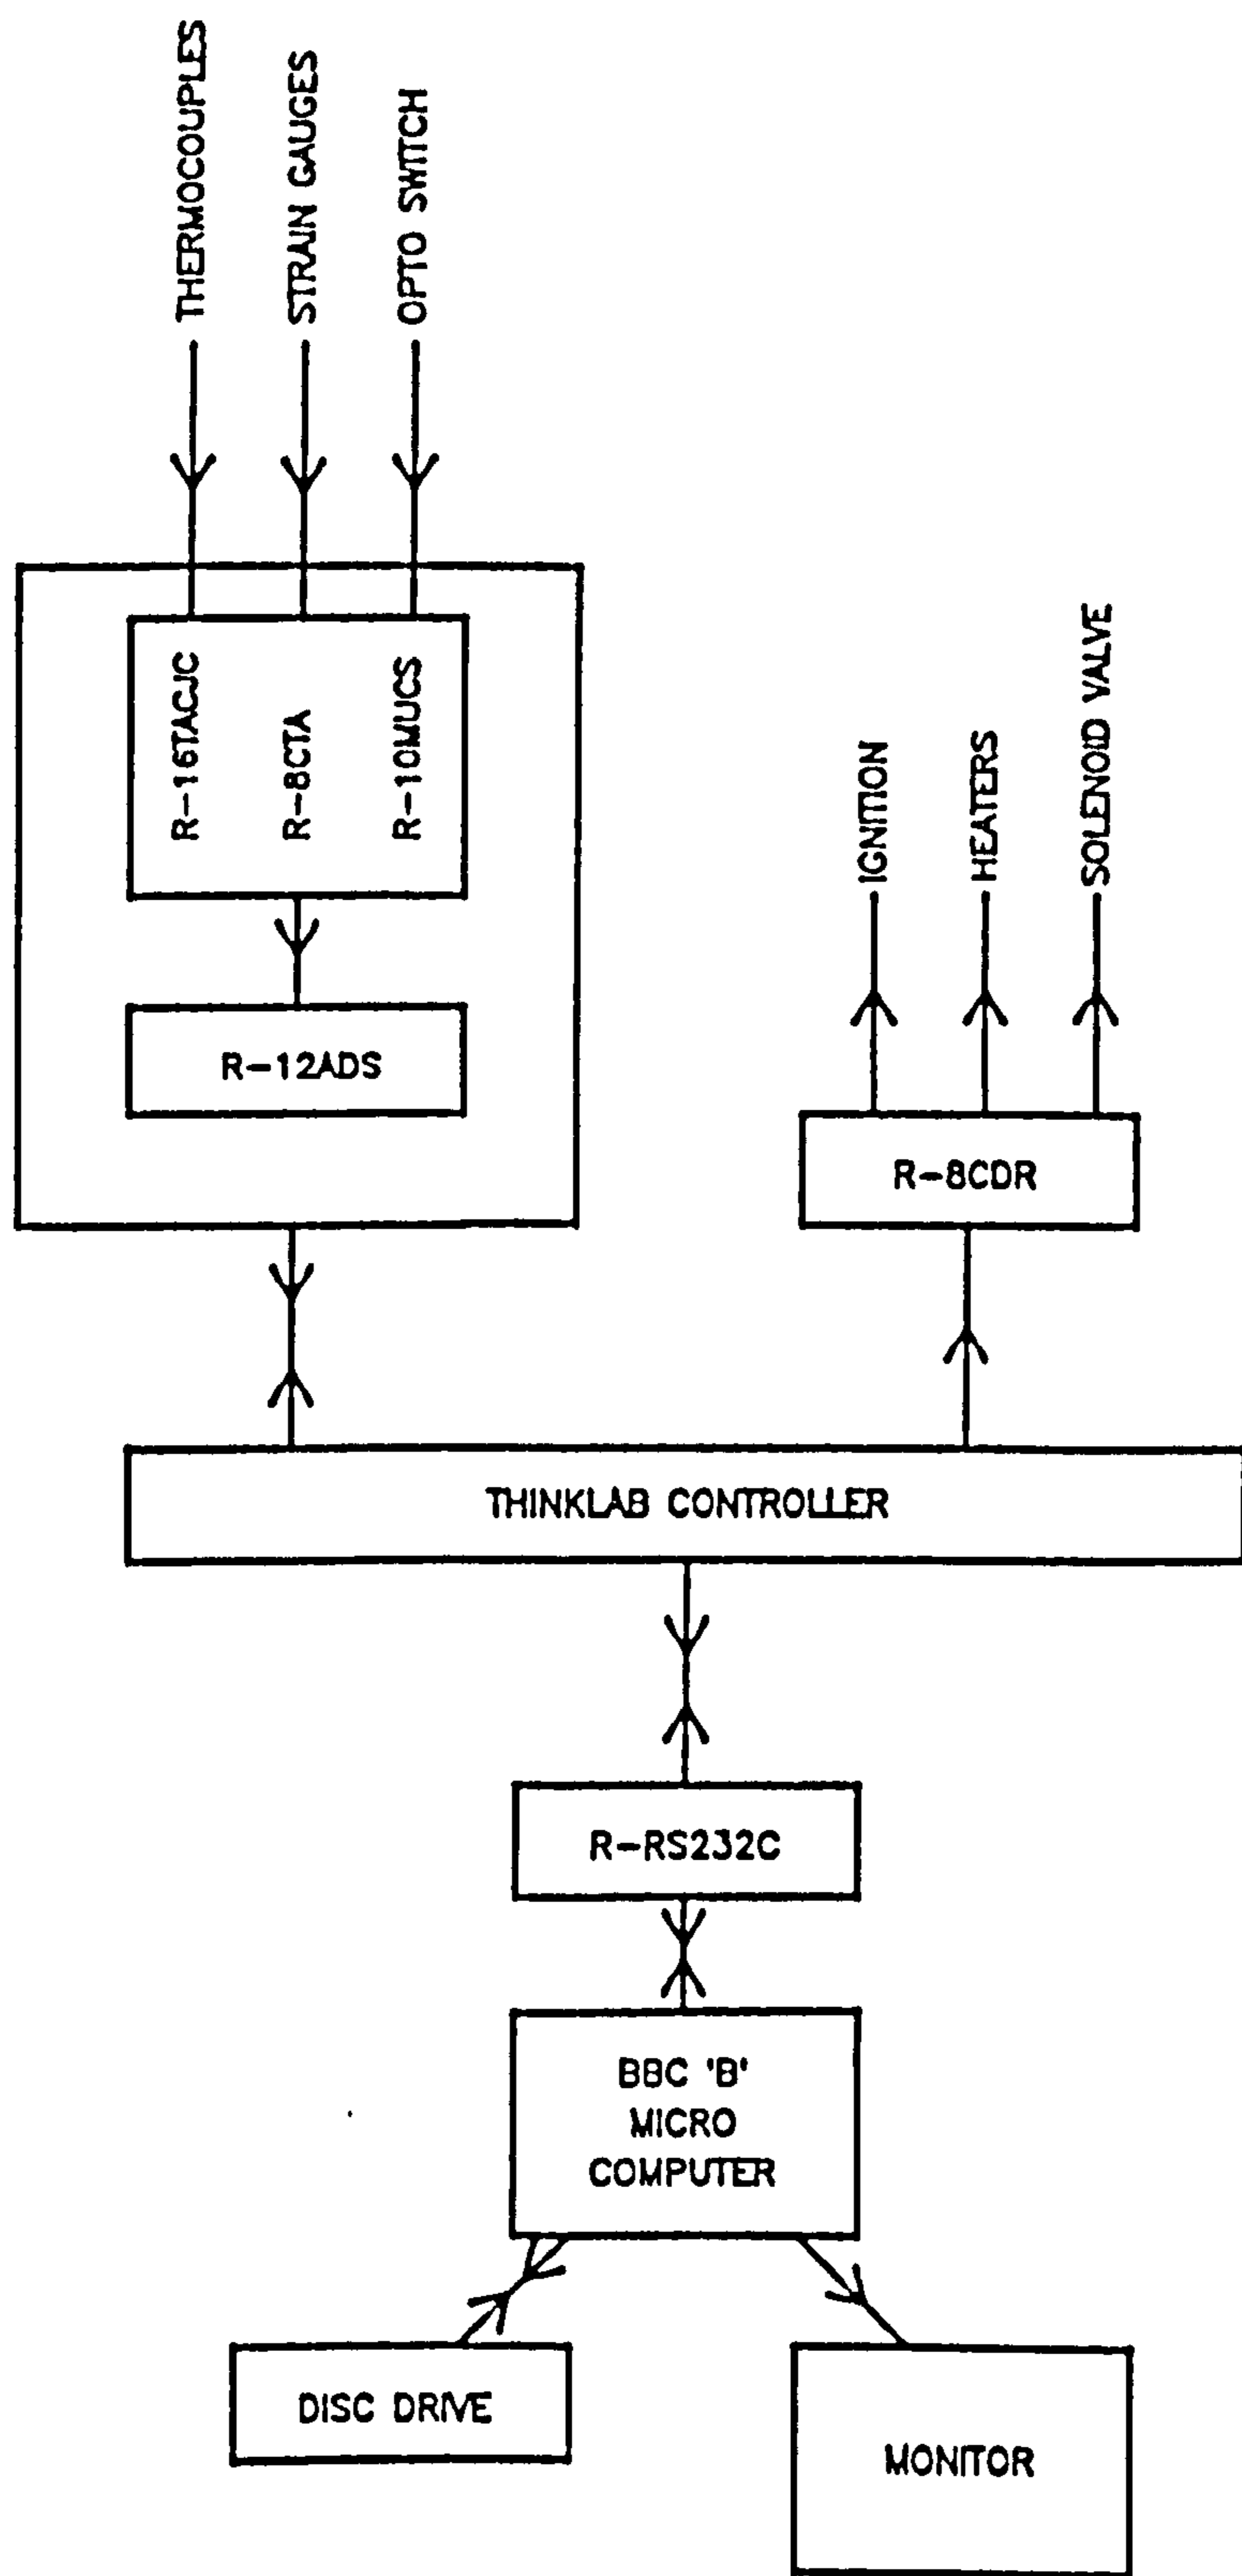 THERMOCOUPLES
STRAIN GAUGES
OPTO SWITCH
R-16TACJC
R-8CTA
R-10MUCS
R-12ADS
IGNITION
HEATERS
SOLENOID VALVE
R-8CDR
THINKLAB CONTROLLER
R-RS232C
BBC 'B'
MICRO
COMPUTER
DISC DRIVE
MONITOR